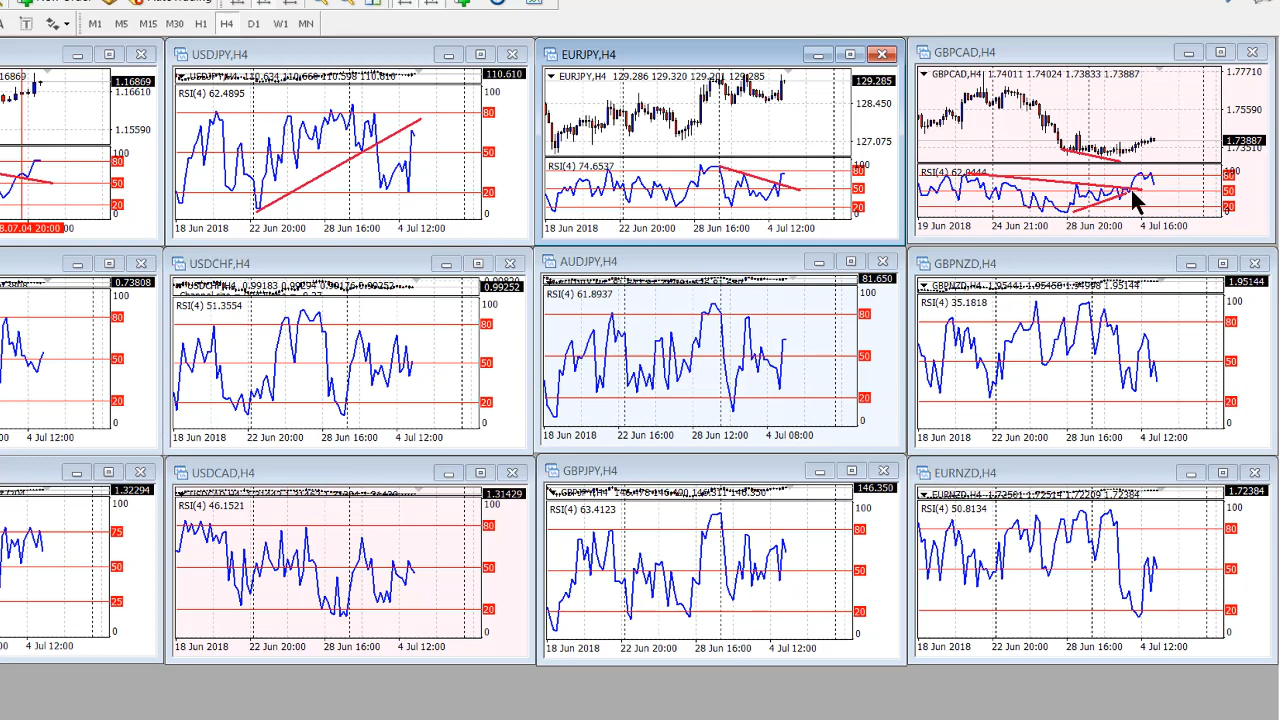 M1 M5 M15 M30 H1 H4 D1 W1 MN
1.16869
1.16610
1.15590
100
80
50
20
0
4 Jul 12:00
USDJPY,H4
110.610
RSI(4) 62.4895
100
80
50
20
0
18 Jun 2018 22 Jun 20:00 28 Jun 16:00 4 Jul 12:00
EURJPY,H4
EURJPY,H4 129.286 129.320
129.285
128.450
127.075
RSI(4) 74.6537
100
80
50
20
0
18 Jun 2018 22 Jun 20:00 28 Jun 16:00 4 Jul 12:00
GBPCAD,H4
GBPCAD,H4 1.74011 1.74024 1.73833 1.73887
1.77710
1.75590
1.73887
RSI(4)
50
20
19 Jun 2018 24 Jun 21:00 28 Jun 20:00 4 Jul 16:00
0.73808
100
80
50
20
0
4 Jul 12:00
USDCHF,H4
0.99252
RSI(4) 51.3554
100
80
50
20
0
18 Jun 2018 22 Jun 20:00 28 Jun 16:00 4 Jul 12:00
AUDJPY,H4
81.650
RSI(4) 61.8937
100
80
50
20
0
18 Jun 2018 22 Jun 16:00 28 Jun 12:00 4 Jul 08:00
GBPNZD,H4
1.95144
RSI(4) 35.1818
100
80
50
20
0
18 Jun 2018 22 Jun 20:00 28 Jun 16:00 4 Jul 12:00
1.32294
100
75
50
25
0
4 Jul 12:00
USDCAD,H4
1.31429
RSI(4) 46.1521
100
80
50
20
0
18 Jun 2018 22 Jun 20:00 28 Jun 16:00 4 Jul 12:00
GBPJPY,H4
146.350
RSI(4) 63.4123
100
80
50
20
0
18 Jun 2018 22 Jun 20:00 28 Jun 16:00 4 Jul 12:00
EURNZD,H4
EURNZD,H4 1.72501 1.72514 1.72209 1.72384
1.72384
RSI(4) 50.8134
100
80
50
20
0
18 Jun 2018 22 Jun 20:00 28 Jun 16:00 4 Jul 12:00